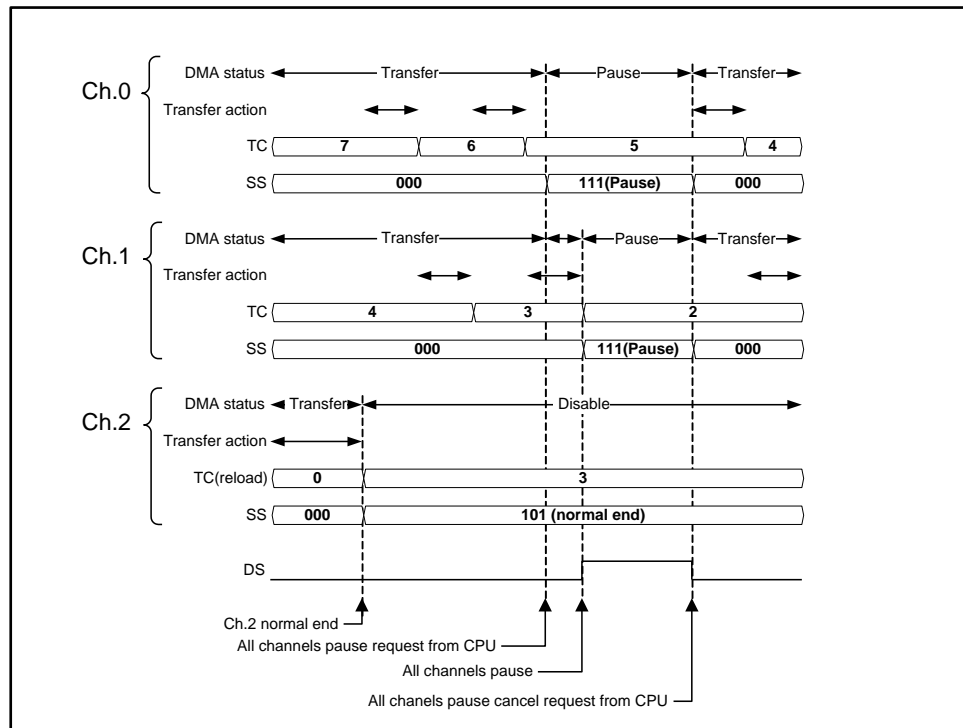 Ch.0
DMA status Transfer Pause Transfer
Transfer action
TC 7 6 5 4
SS 000 111(Pause) 000
Ch.1
DMA status Transfer Pause Transfer
Transfer action
TC 4 3 2
SS 000 111(Pause) 000
Ch.2
DMA status Transfer Disable
Transfer action
TC(reload) 0 3
SS 000 101 (normal end)
DS
Ch.2 normal end
All channels pause request from CPU
All channels pause
All channels pause cancel request from CPU